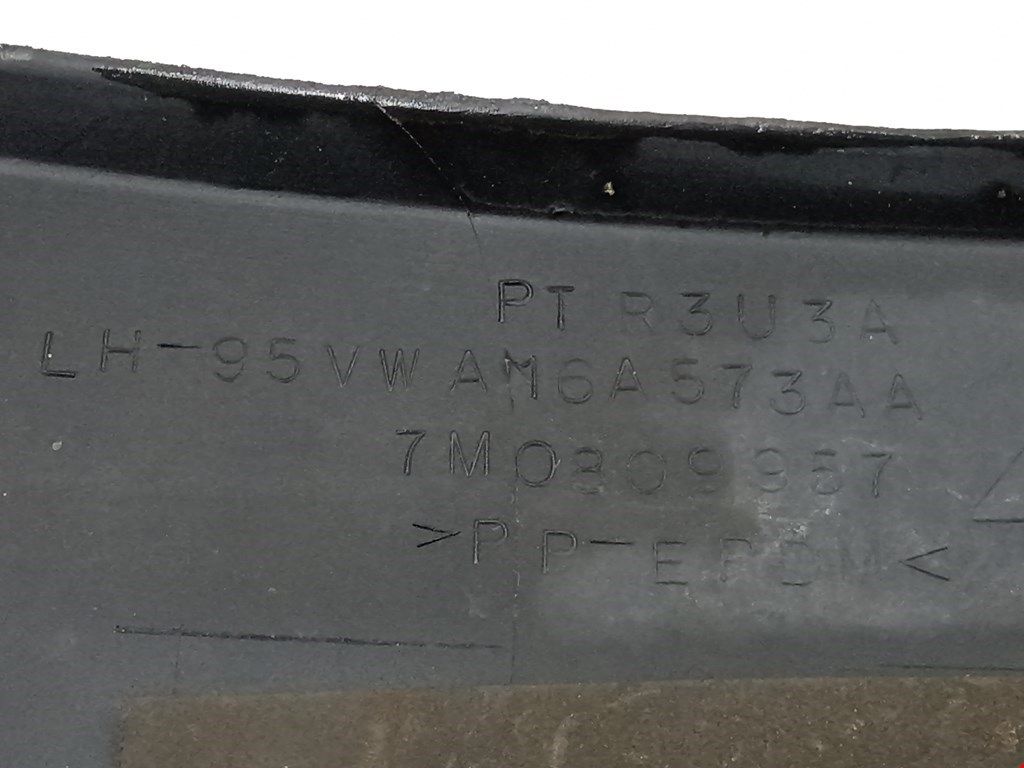 PT R3U3A
LH-95VW AM6A573AA
7M0809957
>PP-EPDM<